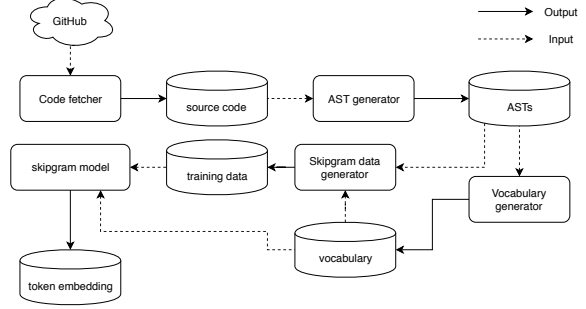 GitHub
Output
Input
Code fetcher
source code
AST generator
ASTs
skipgram model
training data
Skipgram data
generator
Vocabulary
generator
vocabulary
token embedding